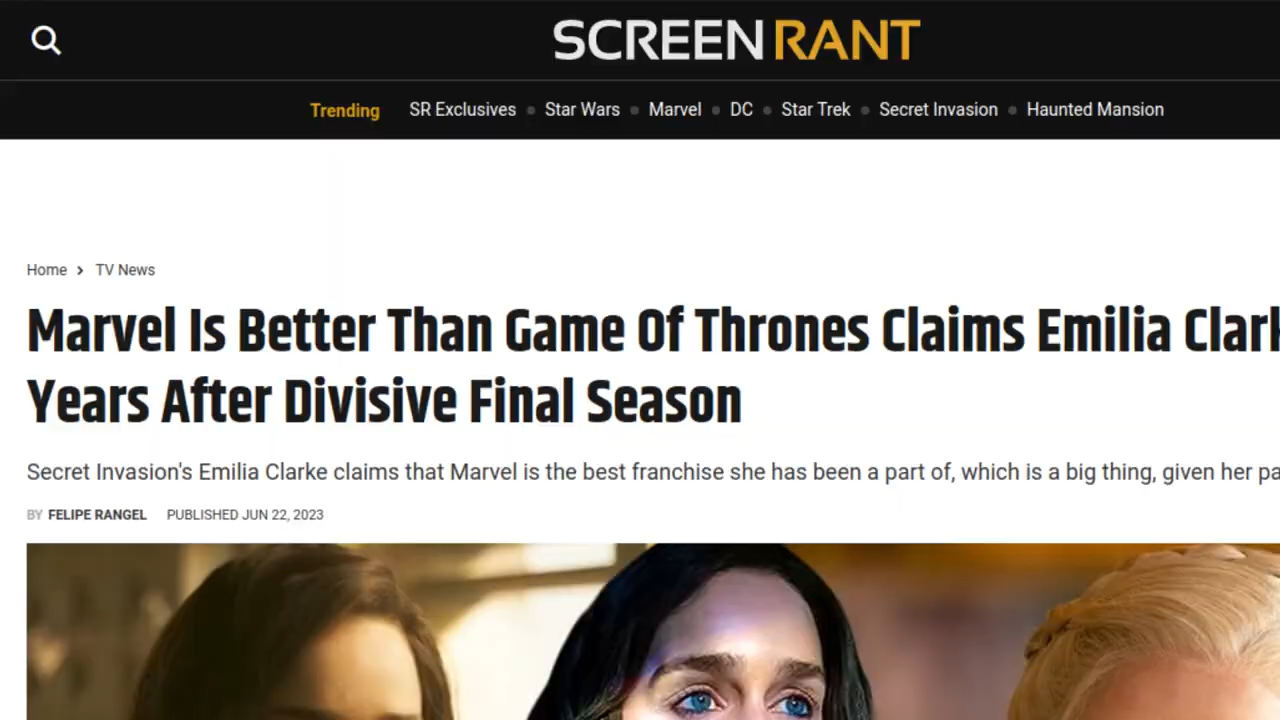 SCREEN RANT
Trending SR Exclusives Star Wars Marvel DC Star Trek Secret Invasion Haunted Mansion
Home > TV News
Marvel Is Better Than Game Of Thrones Claims Emilia
Years After Divisive Final Season
Secret Invasion's Emilia Clarke claims that Marvel is the best franchise she has been a part of, which is a big thing, given her
BY FELIPE RANGEL PUBLISHED JUN 22, 2023